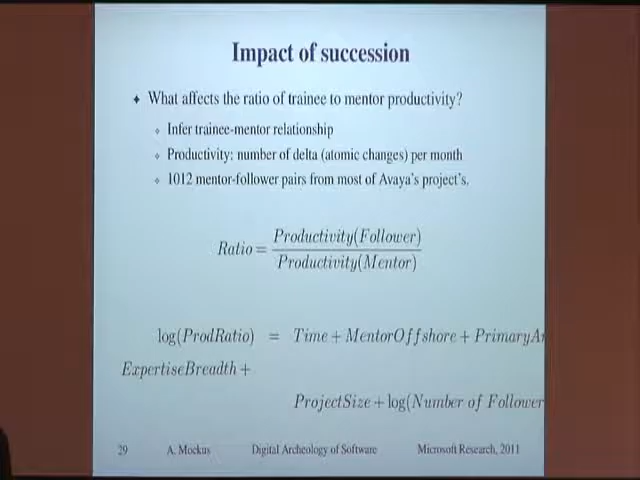 Impact of succession
What affects the ratio of trainee to mentor productivity?
Infer trainee-mentor relationship
Productivity: number of delta (atomic changes) per month
1012 mentor-follower pairs from most of Avaya's project's.
Ratio = Productivity(Follower) / Productivity(Mentor)
log(ProdRatio) = Time + MentorOffshore + PrimaryAr
ExpertiseBreadth +
ProjectSize + log(Number of Follower
29 A. Mockus Digital Archeology of Software Microsoft Research, 2011